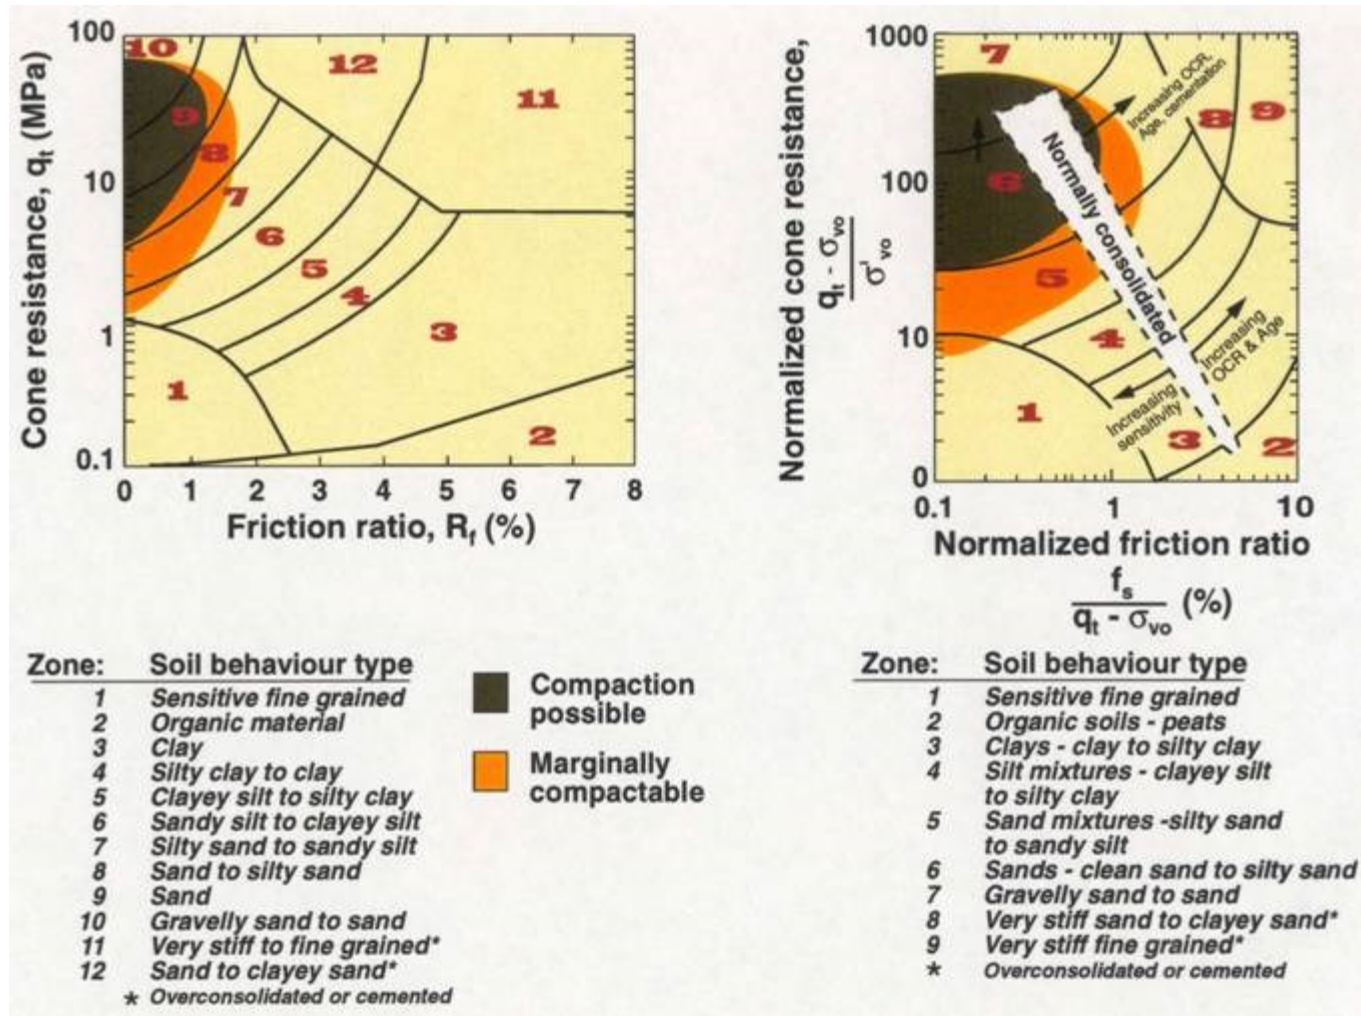 Cone resistance, qt (MPa)
100
10
1
0.1
10
12
11
9
8
7
6
5
4
3
1
2
0 1 2 3 4 5 6 7 8
Friction ratio, Rf (%)
Normalized cone resistance,
qt - σvo
σ'vo
1000
100
10
0
7
Increasing OCR,
Age, cementation
8
9
6
Normally consolidated
5
4
Increasing
OCR & Age
1
Increasing
sensitivity
3
2
0.1 1 10
Normalized friction ratio
fs
qt - σvo (%)
Zone: Soil behaviour type
1 Sensitive fine grained
2 Organic material
3 Clay
4 Silty clay to clay
5 Clayey silt to silty clay
6 Sandy silt to clayey silt
7 Silty sand to sandy silt
8 Sand to silty sand
9 Sand
10 Gravelly sand to sand
11 Very stiff to fine grained*
12 Sand to clayey sand*
* Overconsolidated or cemented
Compaction
possible
Marginally
compactable
Zone: Soil behaviour type
1 Sensitive fine grained
2 Organic soils - peats
3 Clays - clay to silty clay
4 Silt mixtures - clayey silt
to silty clay
5 Sand mixtures -silty sand
to sandy silt
6 Sands - clean sand to silty sand
7 Gravelly sand to sand
8 Very stiff sand to clayey sand*
9 Very stiff fine grained*
* Overconsolidated or cemented